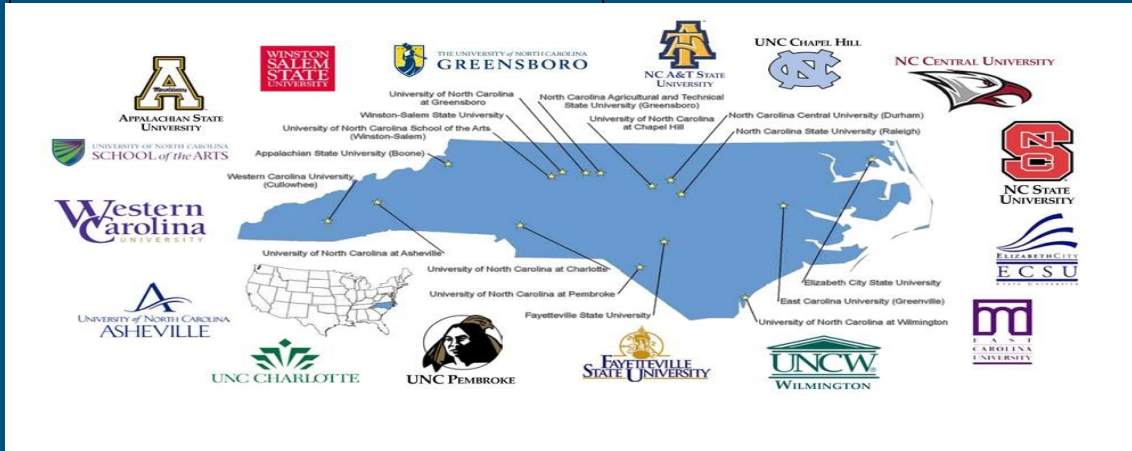 WINSTON
SALEM
STATE
UNIVERSITY
THE UNIVERSITY of NORTH CAROLINA
GREENSBORO
NC A&T STATE
UNIVERSITY
UNC CHAPEL HILL
NC CENTRAL UNIVERSITY
APPALACHIAN STATE
UNIVERSITY
University of North Carolina
at Greensboro
North Carolina Agricultural and Technical
State University (Greensboro)
Winston-Salem State University
University of North Carolina
at Chapel Hill
North Carolina Central University (Durham)
University of North Carolina School of the Arts
(Winston-Salem)
North Carolina State University (Raleigh)
UNIVERSITY OF NORTH CAROLINA
SCHOOL of the ARTS
Appalachian State University (Boone)
Western Carolina University
(Cullowhee)
NC STATE
UNIVERSITY
Western
Carolina
UNIVERSITY
University of North Carolina at Asheville
University of North Carolina at Charlotte
ELIZABETH CITY
ECSU
Elizabeth City State University
University of North Carolina at Pembroke
East Carolina University (Greenville)
Fayetteville State University
University of North Carolina at Wilmington
UNIVERSITY of NORTH CAROLINA
ASHEVILLE
EAST
CAROLINA
UNIVERSITY
UNC CHARLOTTE
UNC PEMBROKE
FAYETTEVILLE
STATE UNIVERSITY
UNCW
WILMINGTON